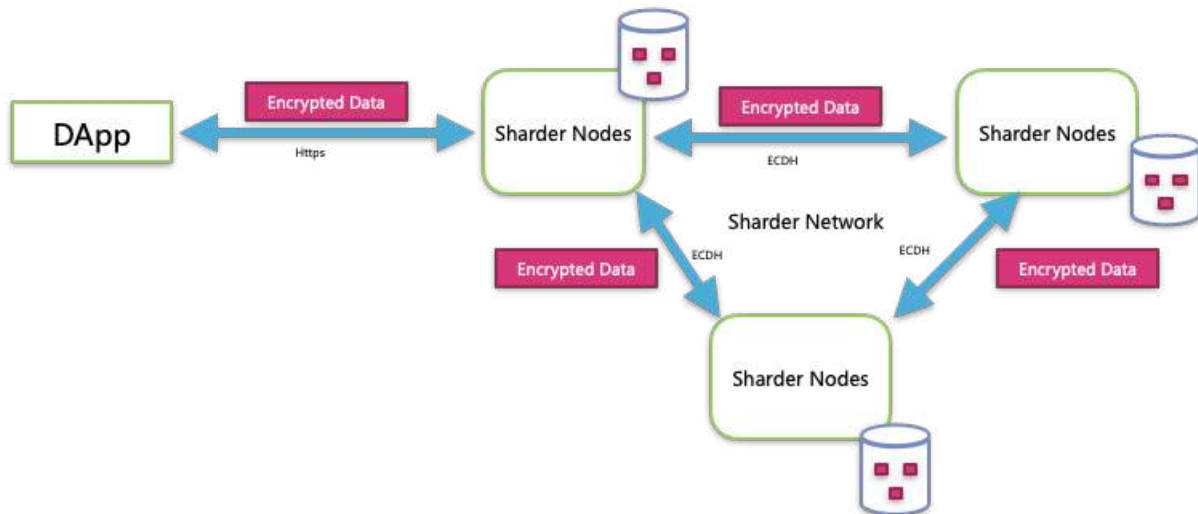 Encrypted Data
DApp
Https
Sharder Nodes
Encrypted Data
ECDH
Sharder Nodes
Sharder Network
ECDH
Encrypted Data
ECDH
Encrypted Data
Sharder Nodes